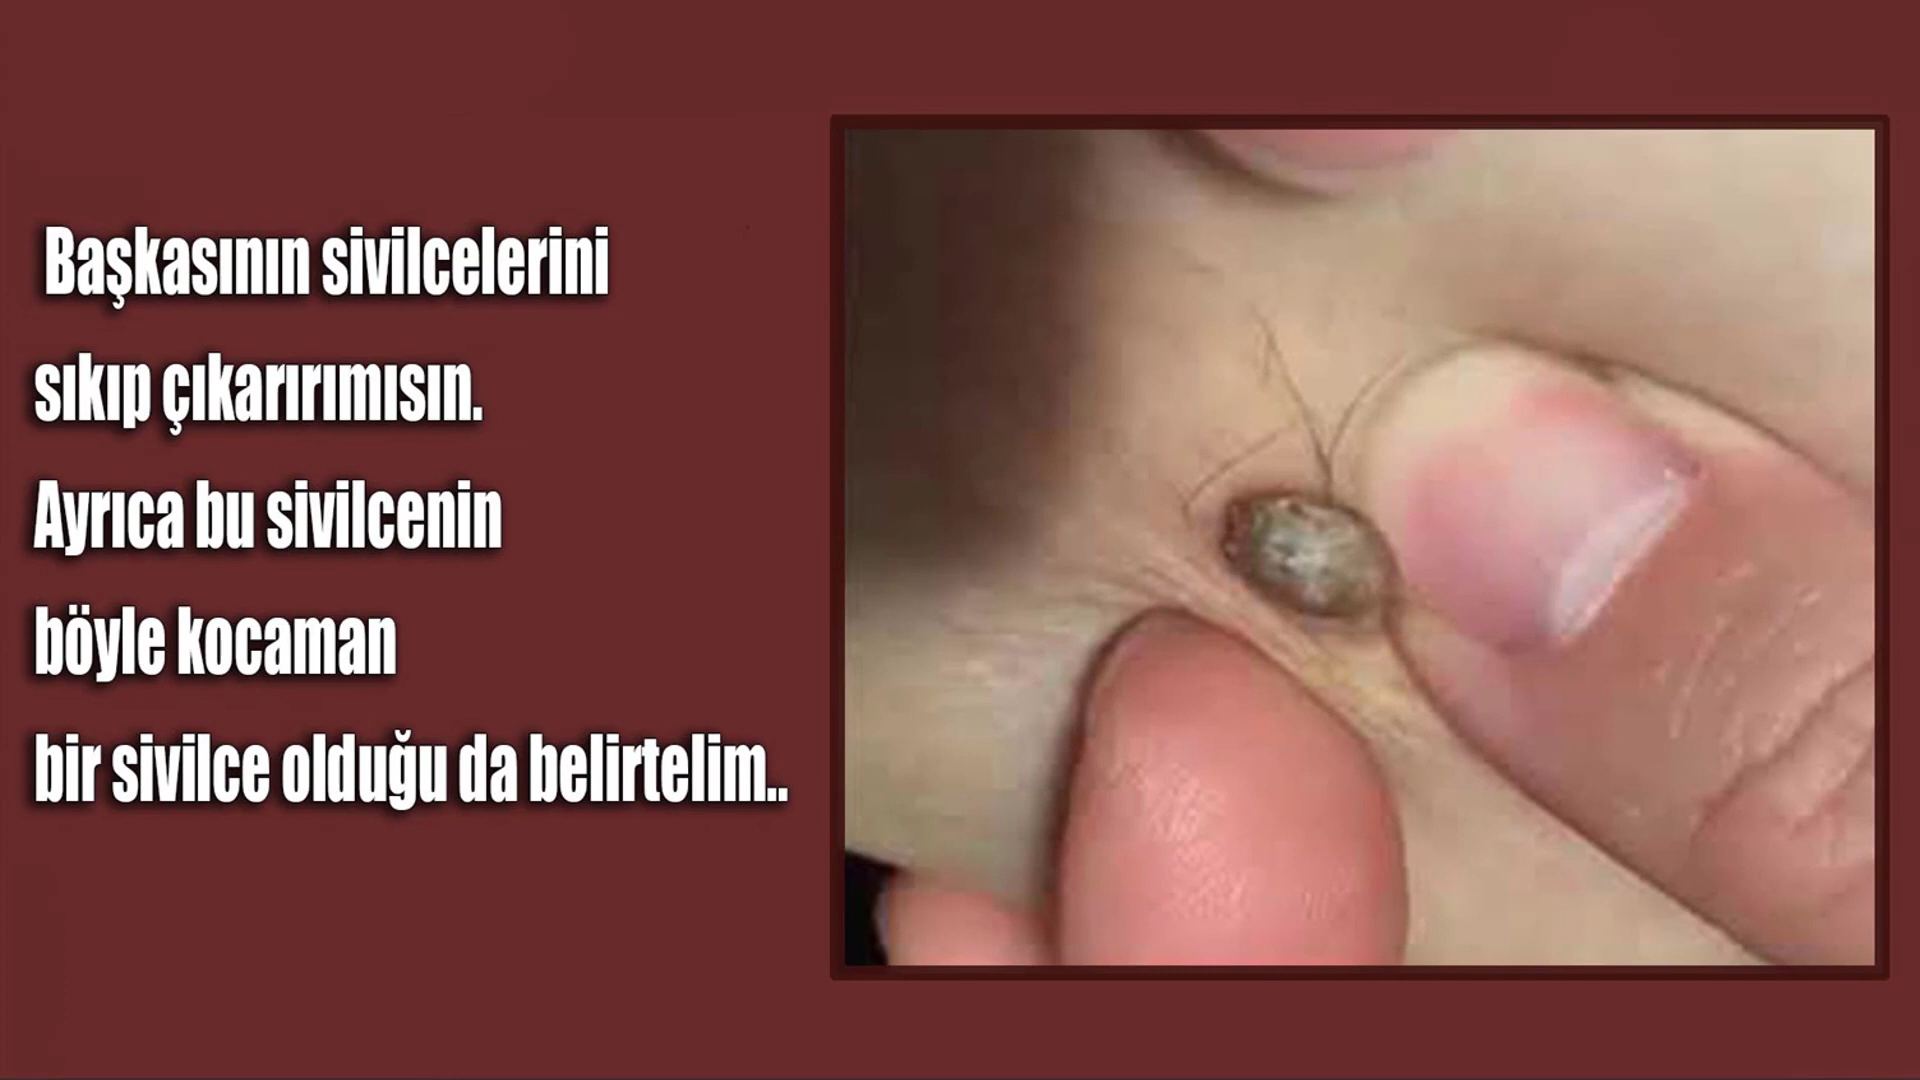 Başkasının sivilcelerini
sıkıp çıkarırımısın.
Ayrıca bu sivilcenin
böyle kocaman
bir sivilce olduğu da belirtelim..